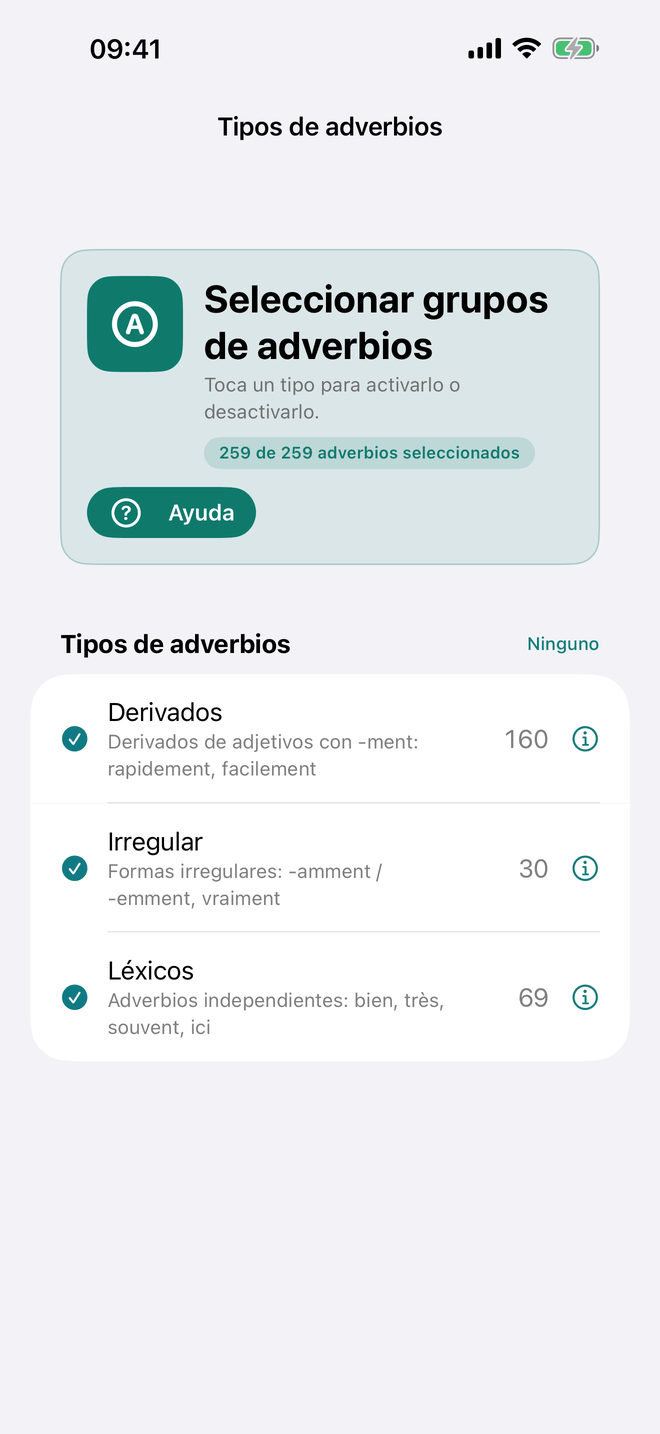 09:41
Tipos de adverbios
A
Seleccionar grupos
de adverbios
Toca un tipo para activarlo o
desactivarlo.
259 de 259 adverbios seleccionados
? Ayuda
Tipos de adverbios
Ninguno
Derivados
Derivados de adjetivos con -ment:
rapidement, facilement
160
Irregular
Formas irregulares: -amment /
-emment, vraiment
30
Léxicos
Adverbios independientes: bien, très,
souvent, ici
69